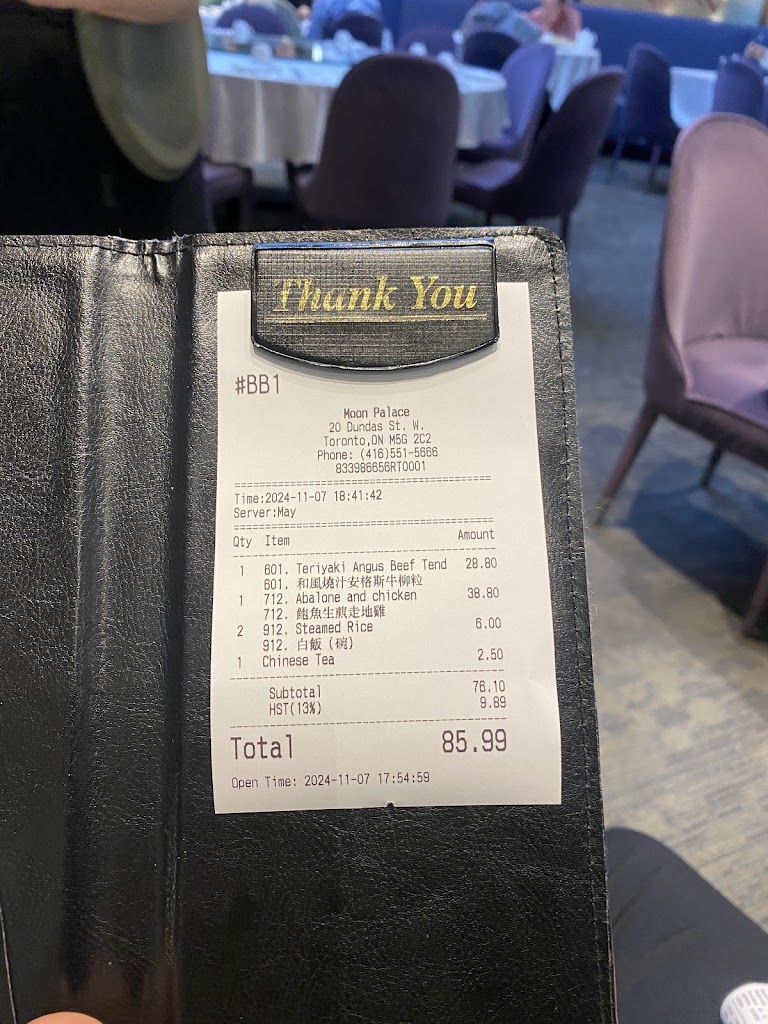 Thank You
#BB1
Moon Palace
20 Dundas St. W.
Toronto,ON M5G 2C2
Phone: (416)551-5666
833986656RT0001
Time:2024-11-07 18:41:42
Server:May
Qty Item Amount
1 601. Teriyaki Angus Beef Tend 28.80
601. 和風燒汁安格斯牛柳粒
1 712. Abalone and chicken 38.80
712. 鮑魚生煎走地雞
2 912. Steamed Rice 6.00
912. 白飯 (碗)
1 Chinese Tea 2.50
Subtotal 76.10
HST(13%) 9.89
Total 85.99
Open Time: 2024-11-07 17:54:59